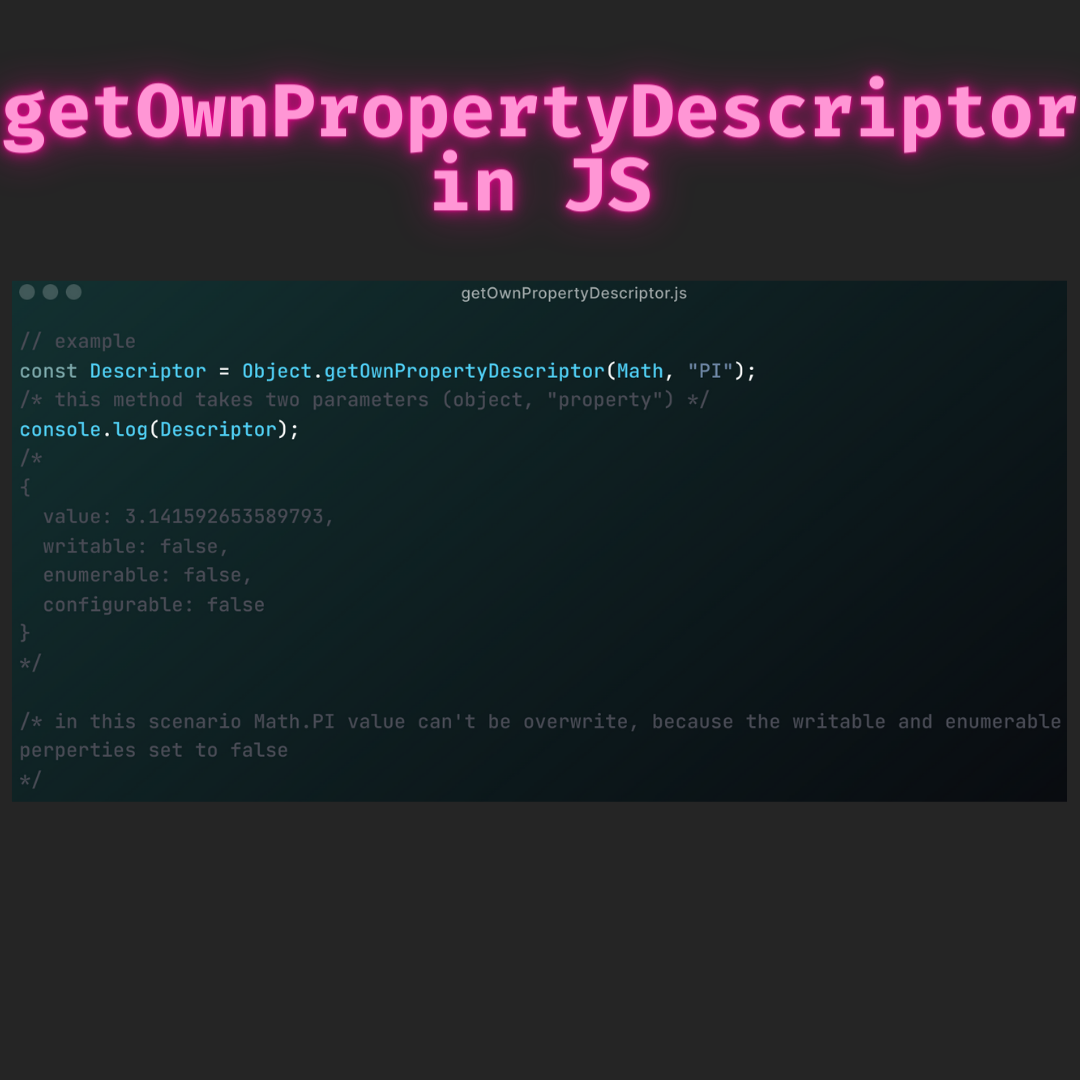 getOwnPropertyDescriptor
in JS
getOwnPropertyDescriptor.js
// example
const Descriptor = Object.getOwnPropertyDescriptor(Math, "PI");
/* this method takes two parameters (object, "property") */
console.log(Descriptor);
/*
{
  value: 3.141592653589793,
  writable: false,
  enumerable: false,
  configurable: false
}
*/
/* in this scenario Math.PI value can't be overwrite, because the writable and enumerable
perperties set to false
*/